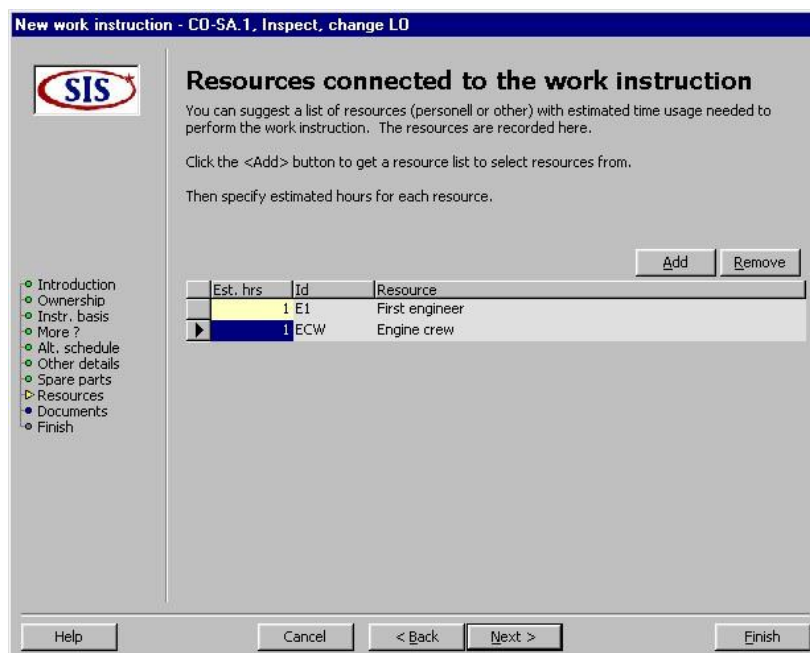 New work instruction - CO-SA.1, Inspect, change LO
SIS
Resources connected to the work instruction
You can suggest a list of resources (personell or other) with estimated time usage needed to
perform the work instruction. The resources are recorded here.
Click the <Add> button to get a resource list to select resources from.
Then specify estimated hours for each resource.
Add Remove
Introduction
Ownership
Instr. basis
More ?
Alt. schedule
Other details
Spare parts
Resources
Documents
Finish
Est. hrs Id Resource
1 E1 First engineer
1 ECW Engine crew
Help Cancel < Back Next > Finish